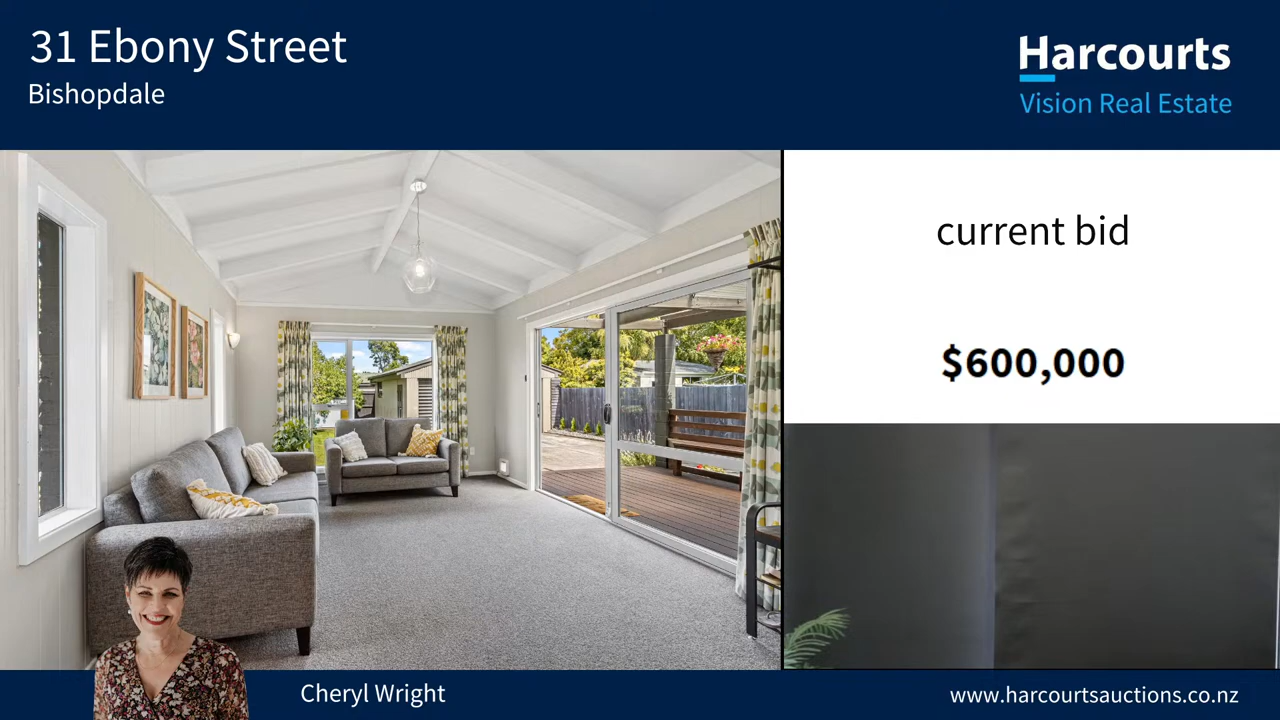 31 Ebony Street
Bishopdale
Harcourts
Vision Real Estate
current bid
$600,000
Cheryl Wright
www.harcourtsauctions.co.nz